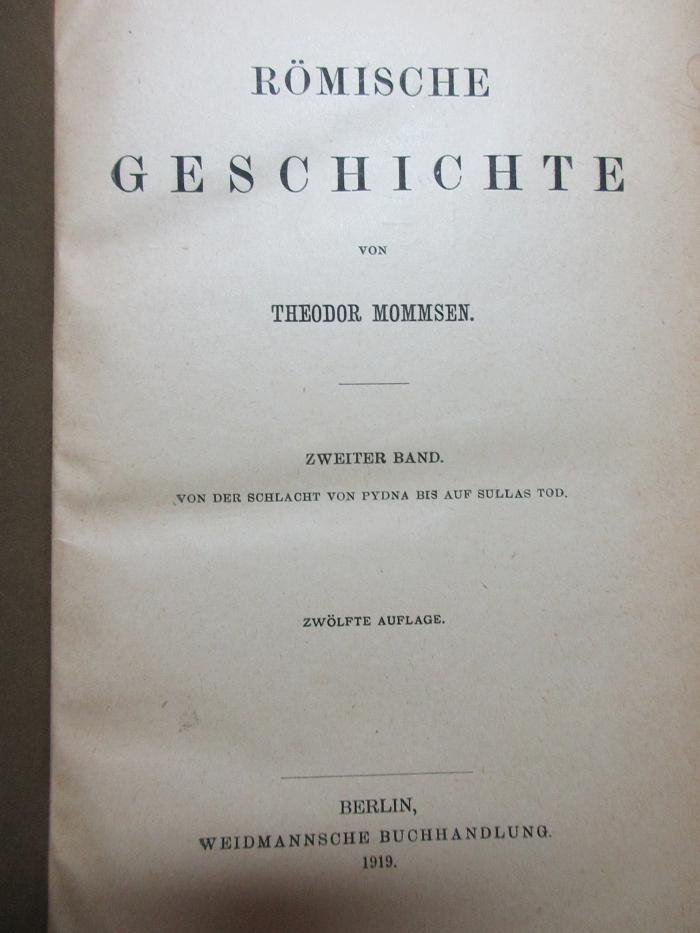 RÖMISCHE
GESCHICHTE
VON
THEODOR MOMMSEN.
ZWEITER BAND.
VON DER SCHLACHT VON PYDNA BIS AUF SULLAS TOD.
ZWÖLFTE AUFLAGE.
BERLIN,
WEIDMANNSCHE BUCHHANDLUNG.
1919.